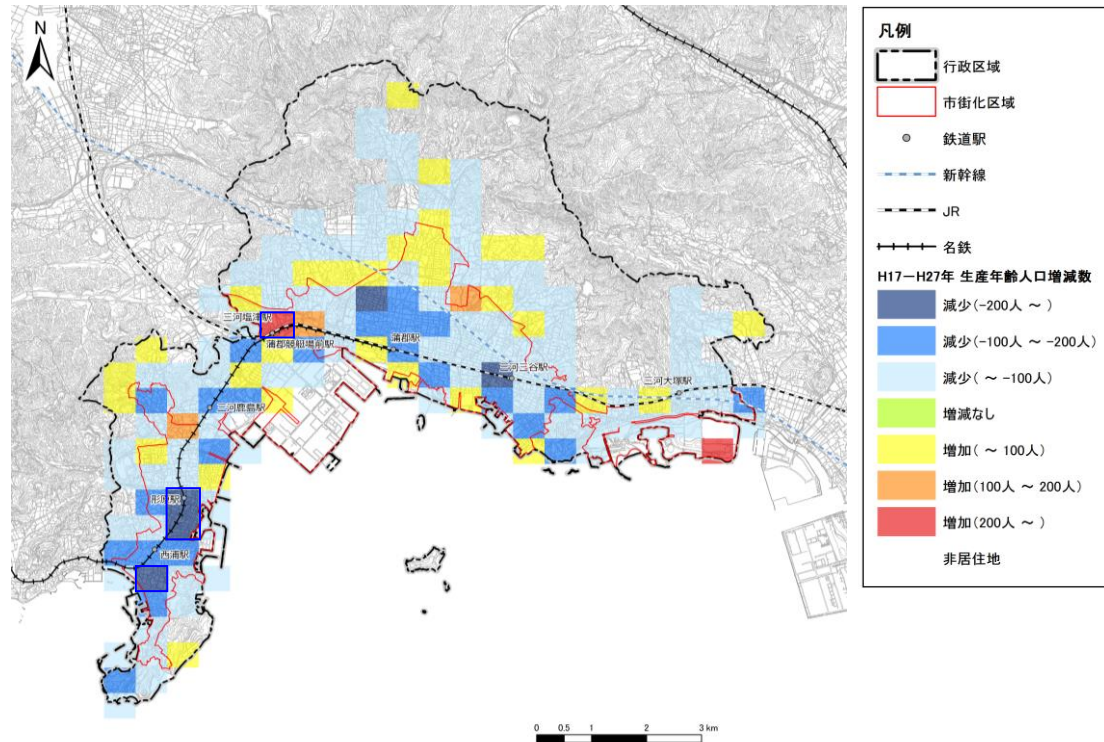 N
三河塩津駅
蒲郡競艇場前駅
蒲郡駅
三河三谷駅
三河大塚駅
三河鹿島駅
形原駅
西浦駅
0 0.5 1 2 3 km
凡例
行政区域
市街化区域
鉄道駅
新幹線
JR
名鉄
H17－H27年 生産年齢人口増減数
減少(-200人 ～ )
減少(-100人 ～ -200人)
減少( ～ -100人)
増減なし
増加( ～ 100人)
増加(100人 ～ 200人)
増加(200人 ～ )
非居住地